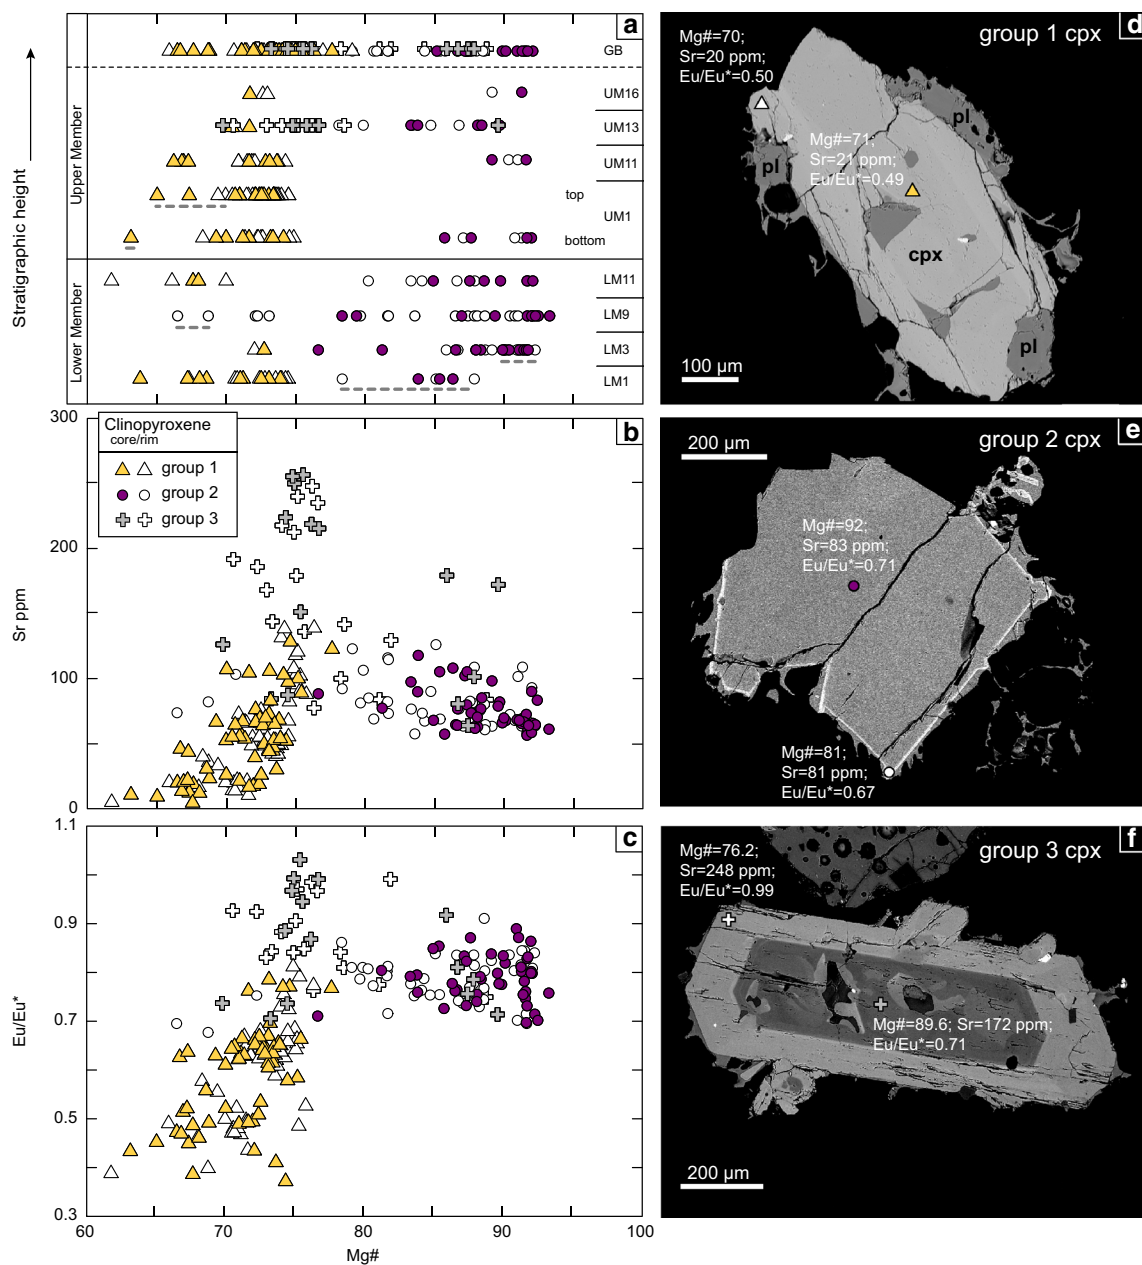 a
GB
UM16
UM13
UM11
top
UM1
bottom
LM11
LM9
LM3
LM1
Stratigraphic height
Upper Member
Lower Member
b
300
200
100
0
Sr ppm
Clinopyroxene
core/rim
group 1
group 2
group 3
c
1.1
0.9
0.7
0.5
0.3
Eu/Eu*
60
70
80
90
100
Mg#
d
group 1 cpx
Mg#=70;
Sr=20 ppm;
Eu/Eu*=0.50
pl
pl
Mg#=71;
Sr=21 ppm;
Eu/Eu*=0.49
cpx
pl
100 µm
e
group 2 cpx
200 µm
Mg#=92;
Sr=83 ppm;
Eu/Eu*=0.71
Mg#=81;
Sr=81 ppm;
Eu/Eu*=0.67
f
group 3 cpx
Mg#=76.2;
Sr=248 ppm;
Eu/Eu*=0.99
Mg#=89.6; Sr=172 ppm;
Eu/Eu*=0.71
200 µm